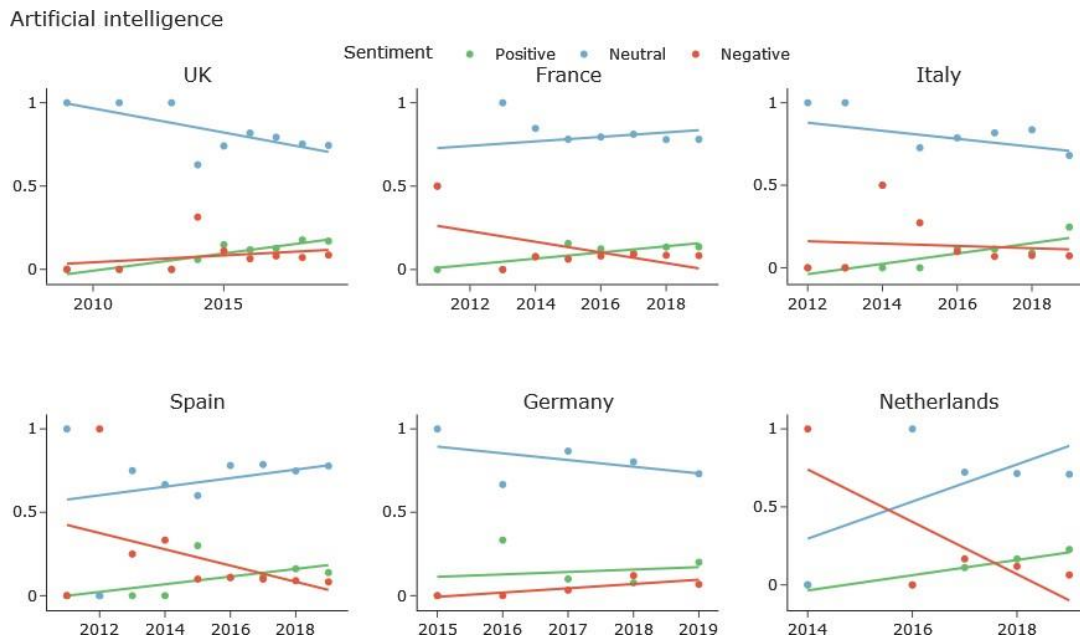 Artificial intelligence
Sentiment Positive Neutral Negative
UK France Italy
1 1 1
0.5 0.5 0.5
0 0 0
2010 2015 2012 2014 2016 2018 2012 2014 2016 2018
Spain Germany Netherlands
1 1 1
0.5 0.5 0.5
0 0 0
2012 2014 2016 2018 2015 2016 2017 2018 2019 2014 2016 2018